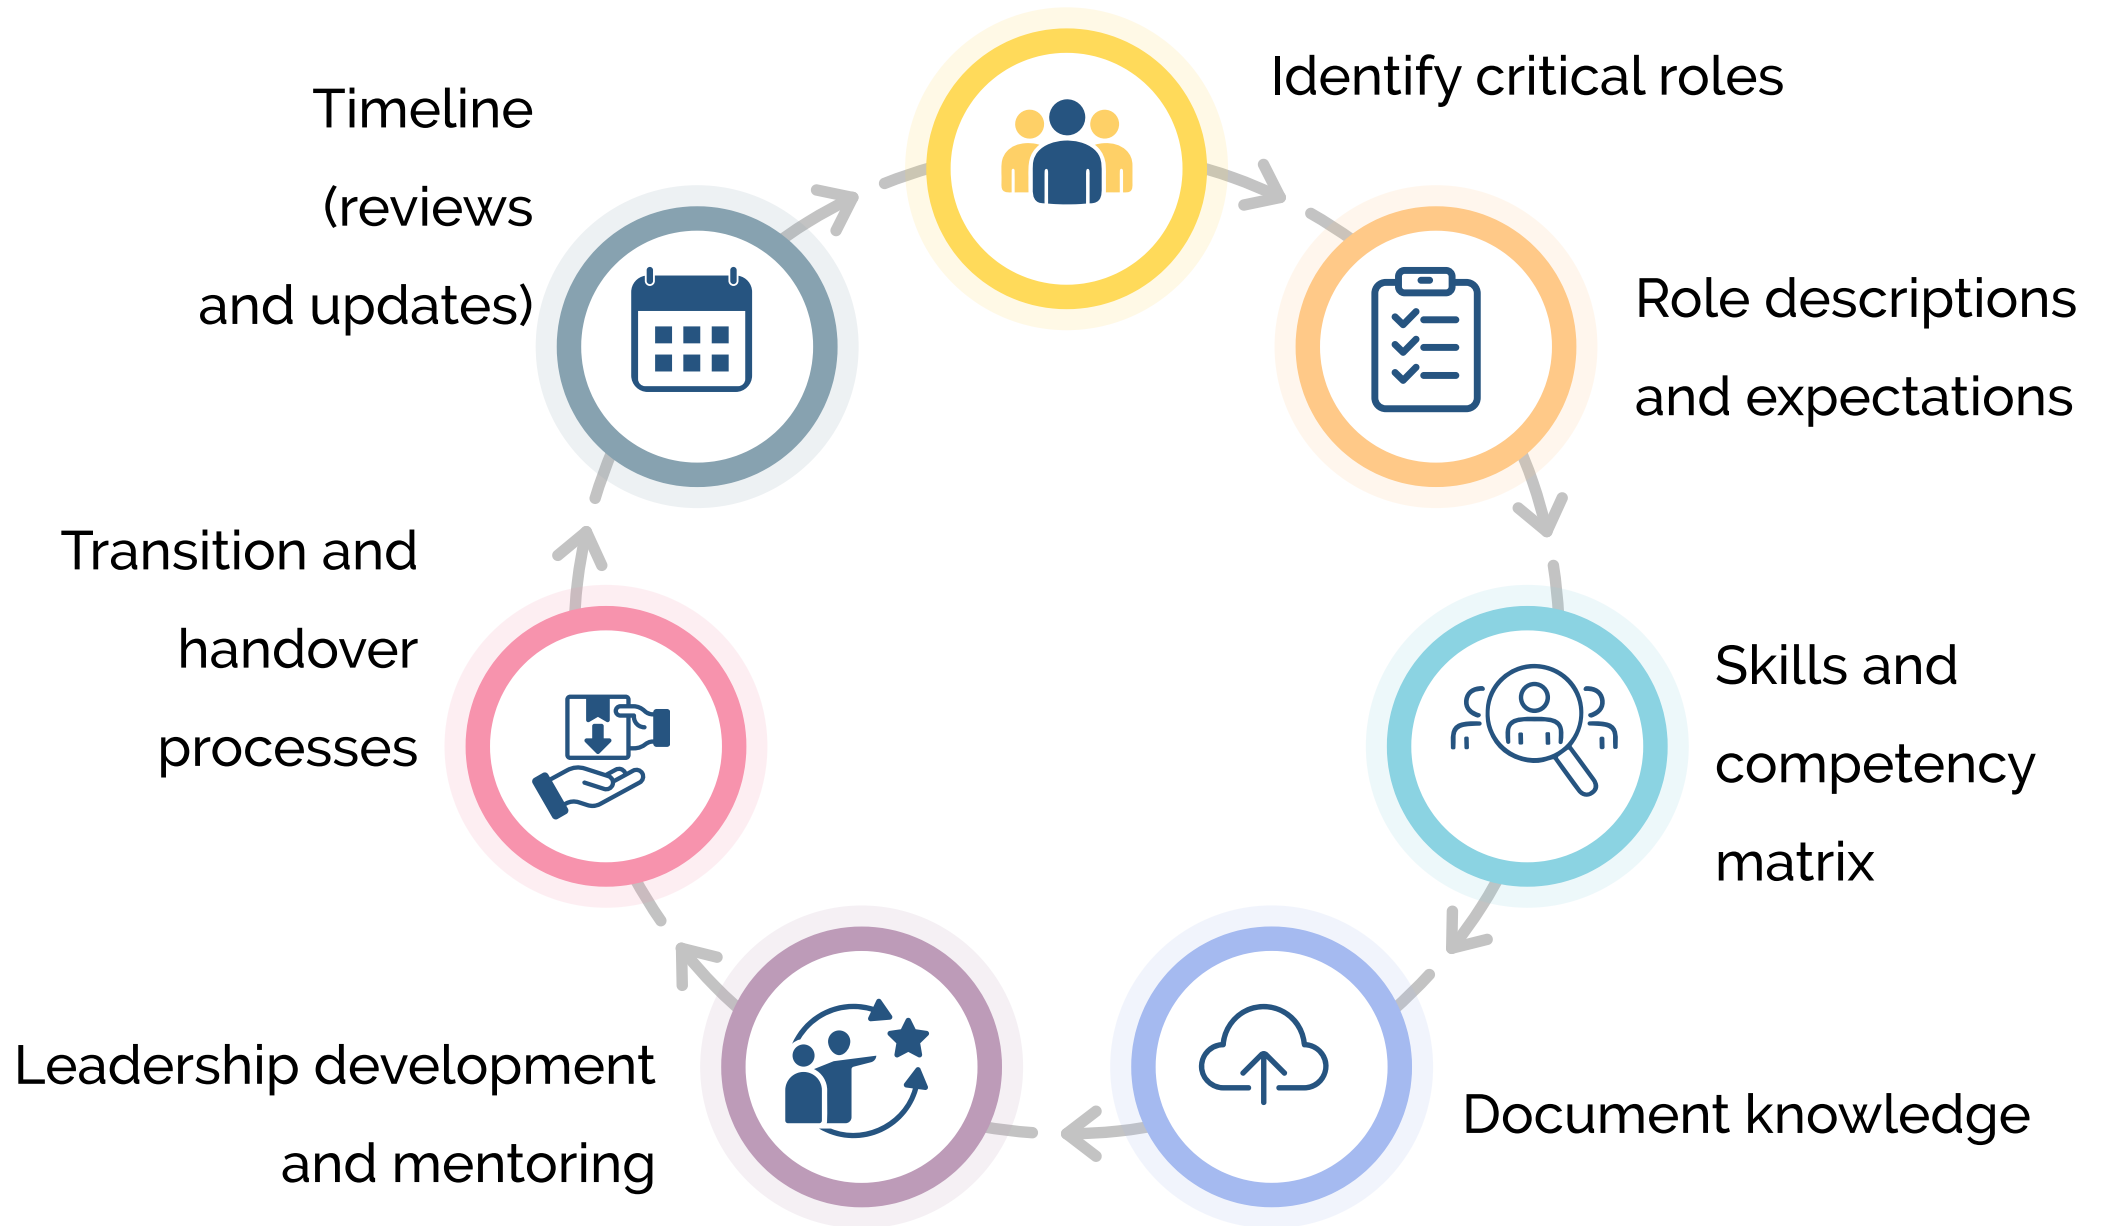 Identify critical roles
Role descriptions
and expectations
Skills and
competency
matrix
Document knowledge
Leadership development
and mentoring
Transition and
handover
processes
Timeline
(reviews
and updates)